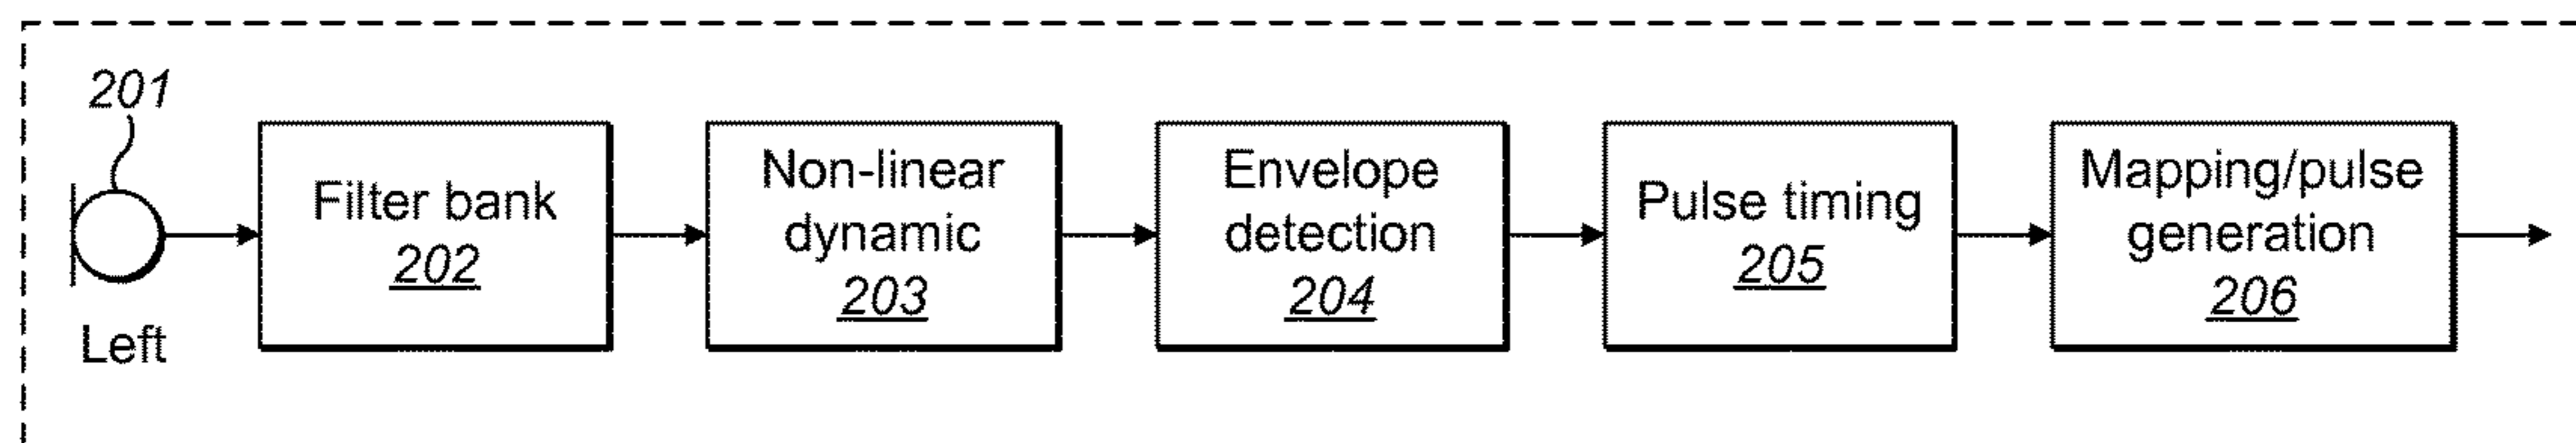 201
Left
Filter bank
202
Non-linear
dynamic
203
Envelope
detection
204
Pulse timing
205
Mapping/pulse
generation
206